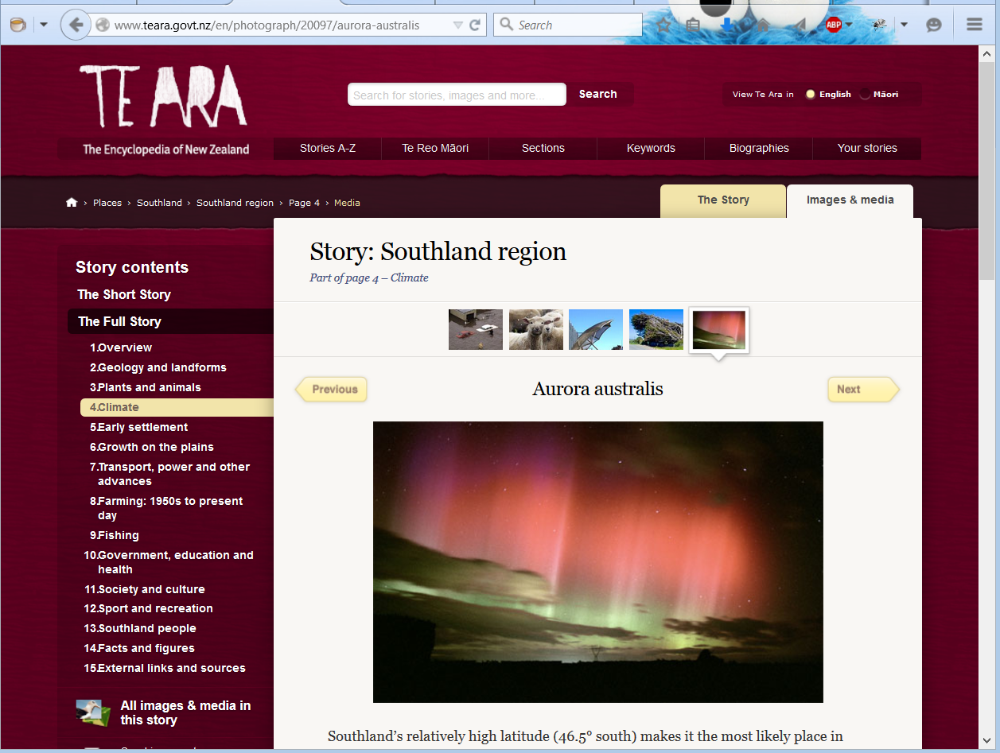 www.teara.govt.nz/en/photograph/20097/aurora-australis
Search
ABP
TE ARA
The Encyclopedia of New Zealand
Search for stories, images and more...
Search
View Te Ara in
English
Māori
Stories A-Z
Te Reo Māori
Sections
Keywords
Biographies
Your stories
› Places › Southland › Southland region › Page 4 › Media
The Story
Images & media
Story contents
The Short Story
The Full Story
1.Overview
2.Geology and landforms
3.Plants and animals
4.Climate
5.Early settlement
6.Growth on the plains
7.Transport, power and other
advances
8.Farming: 1950s to present
day
9.Fishing
10.Government, education and
health
11.Society and culture
12.Sport and recreation
13.Southland people
14.Facts and figures
15.External links and sources
All images & media in
this story
Story: Southland region
Part of page 4 – Climate
Previous
Aurora australis
Next
Southland’s relatively high latitude (46.5° south) makes it the most likely place in